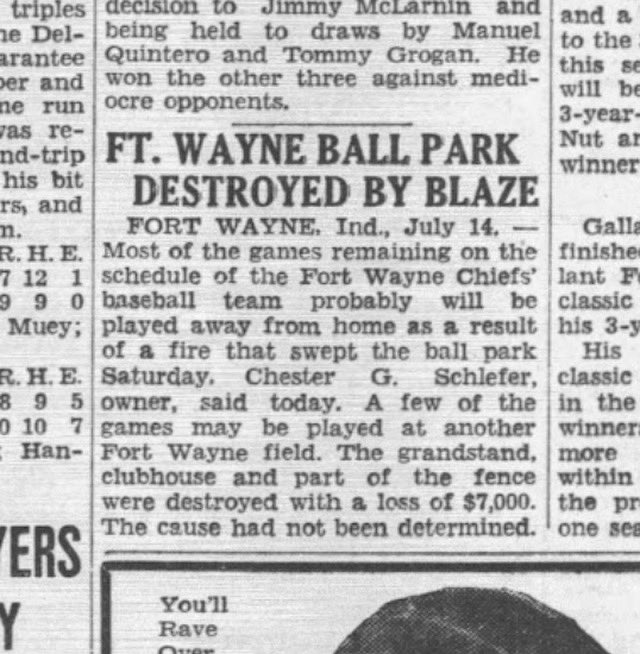 triples
he Del-
arantee
per and
me run
was re-
nd-trip
his bit
rs, and
m.
R. H. E.
7 12 1
9 9 0
Muey;
R. H. E.
8 9 5
0 10 7
Han-
YERS
Y
decision to Jimmy McLarnin and
being held to draws by Manuel
Quintero and Tommy Grogan. He
won the other three against medi-
ocre opponents.
FT. WAYNE BALL PARK
DESTROYED BY BLAZE
FORT WAYNE, Ind., July 14. —
Most of the games remaining on the
schedule of the Fort Wayne Chiefs'
baseball team probably will be
played away from home as a result
of a fire that swept the ball park
Saturday, Chester G. Schlefer,
owner, said today. A few of the
games may be played at another
Fort Wayne field. The grandstand,
clubhouse and part of the fence
were destroyed with a loss of $7,000.
The cause had not been determined.
You'll
Rave
Over
and a
to the
this se
will be
3-year-
Nut an
winner
Galla
finished
lant F
classic
his 3-y
His
classic
in the
winners
more
within
the pr
one sea